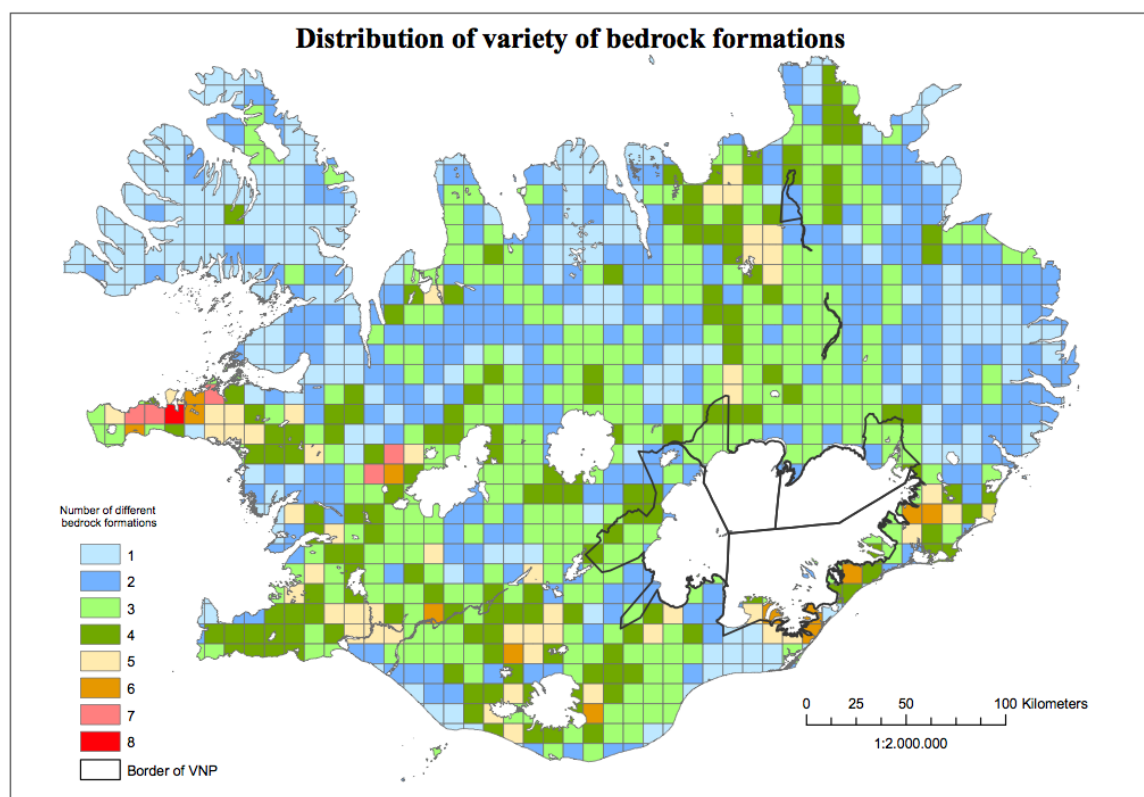 Distribution of variety of bedrock formations
Number of different
bedrock formations
1
2
3
4
5
6
7
8
Border of VNP
0 25 50 100 Kilometers
1:2.000.000